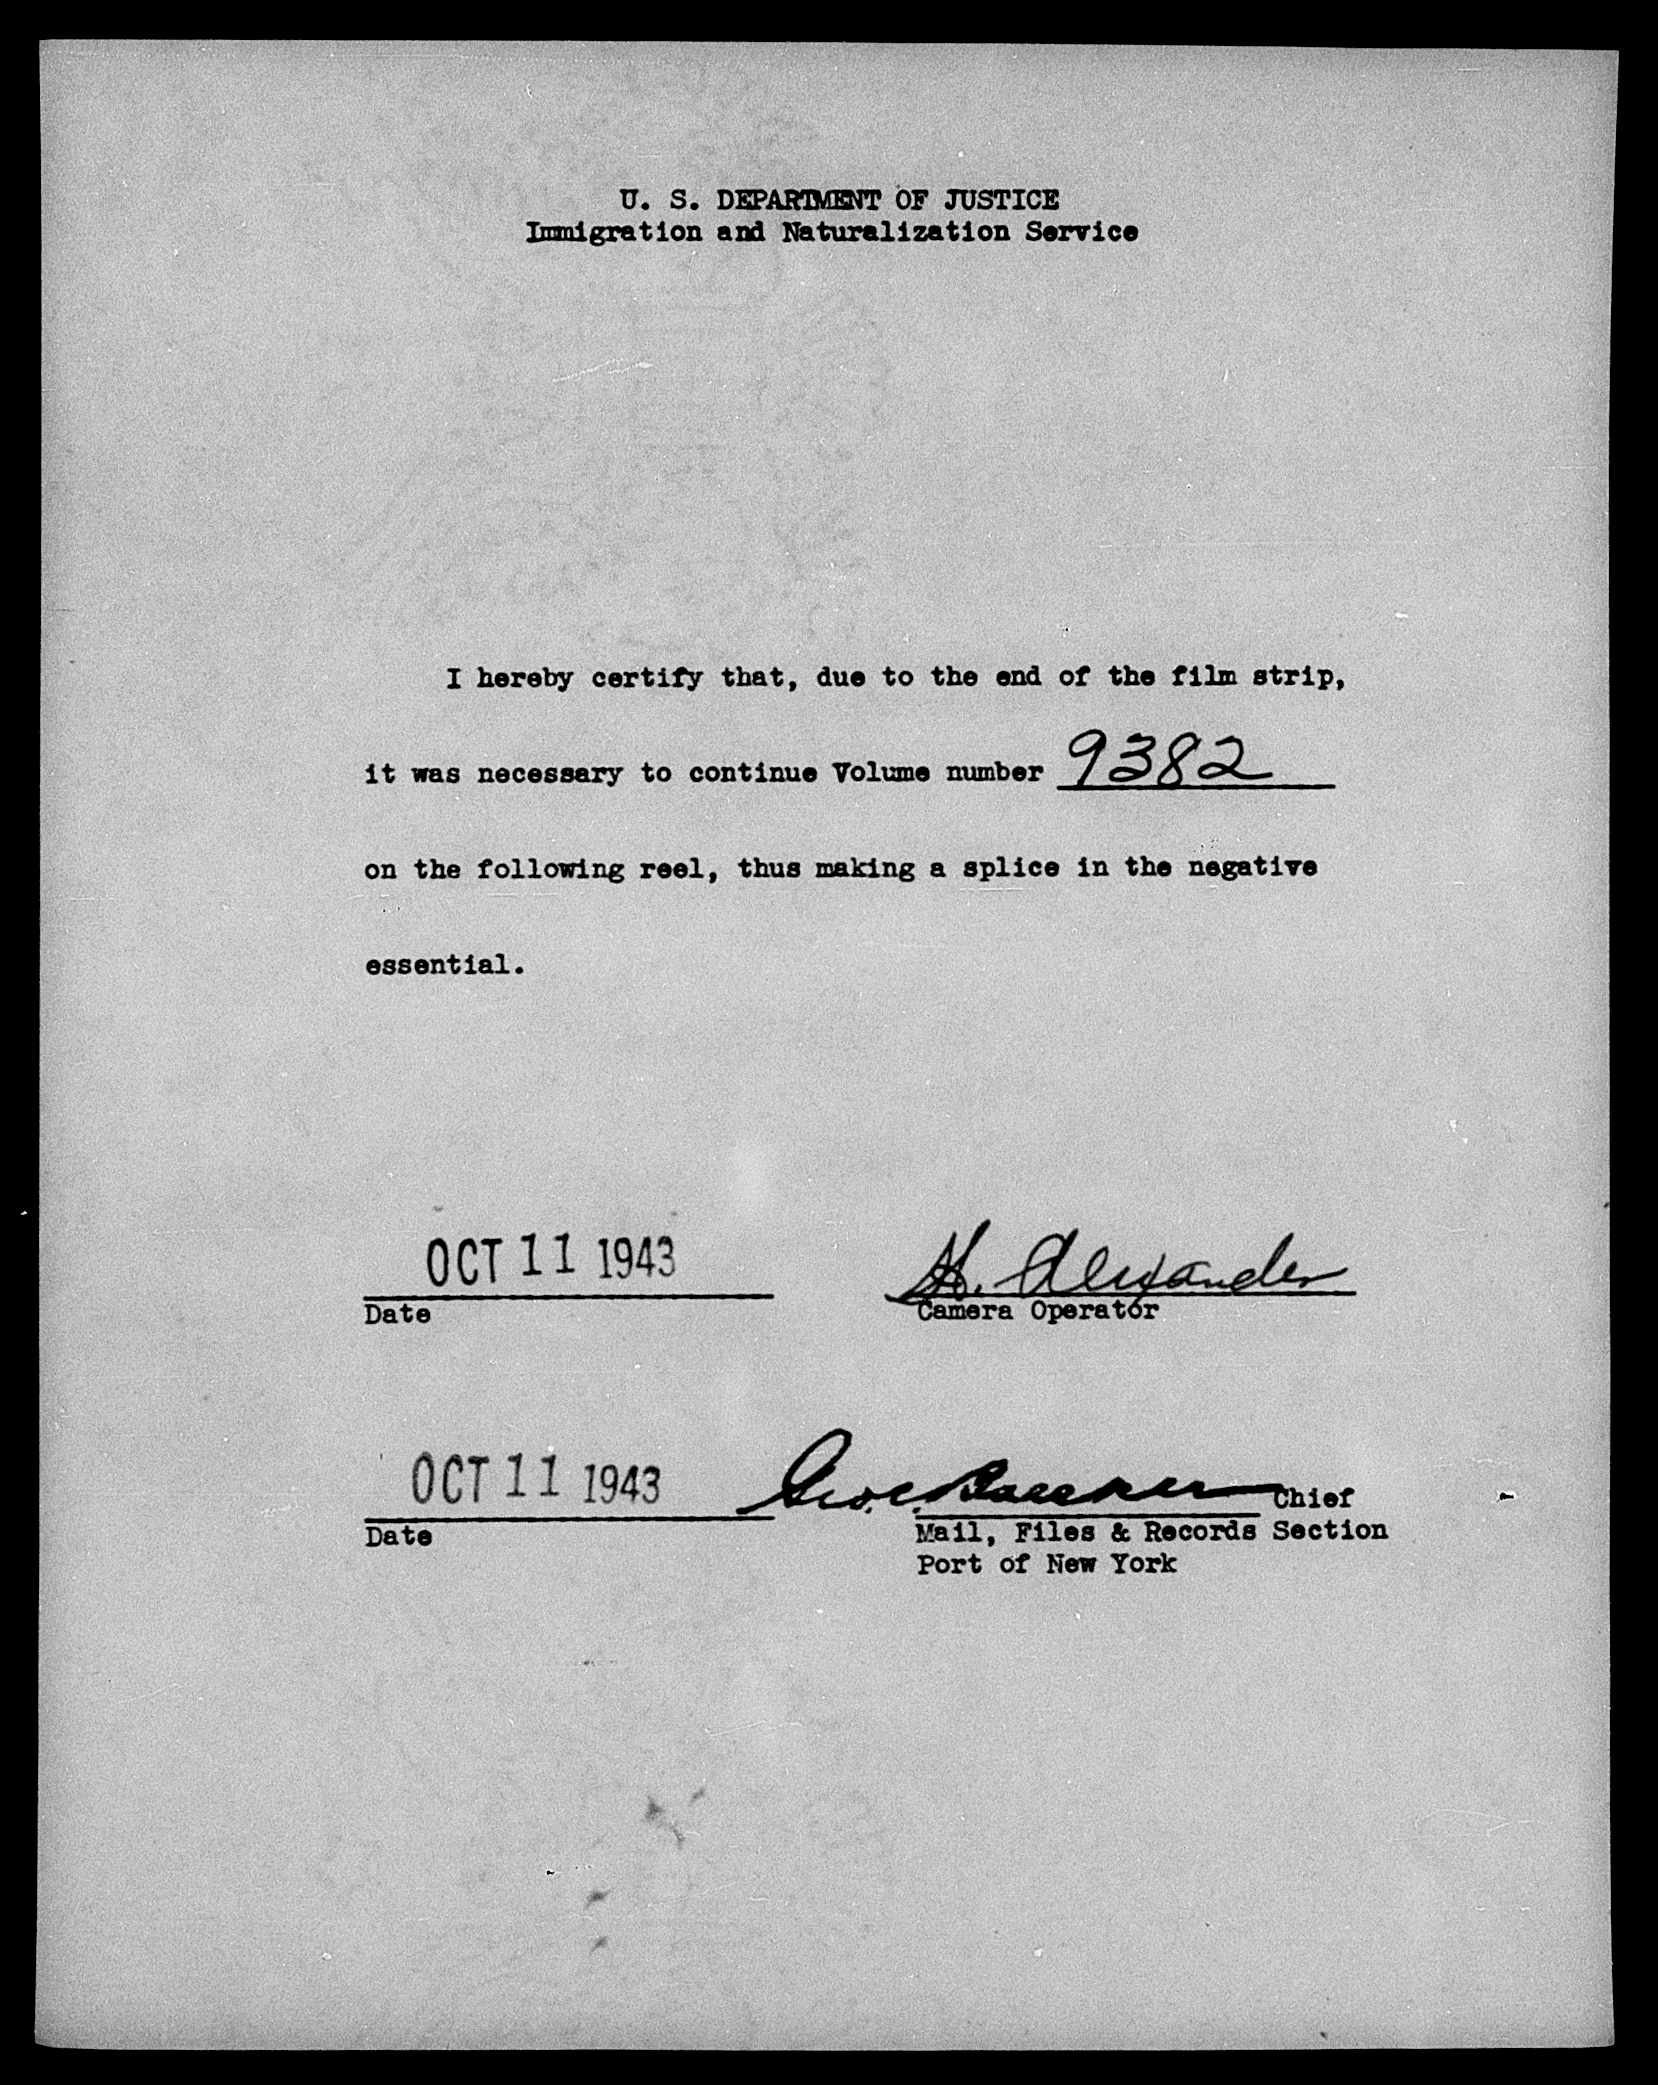 U. S. DEPARTMENT OF JUSTICE
Immigration and Naturalization Service
I hereby certify that, due to the end of the film strip,
it was necessary to continue Volume number 9382
on the following reel, thus making a splice in the negative
essential.
OCT 11 1943 H. Alexander
Date Camera Operator
OCT 11 1943 Geo. Chief
Date Mail, Files & Records Section
Port of New York